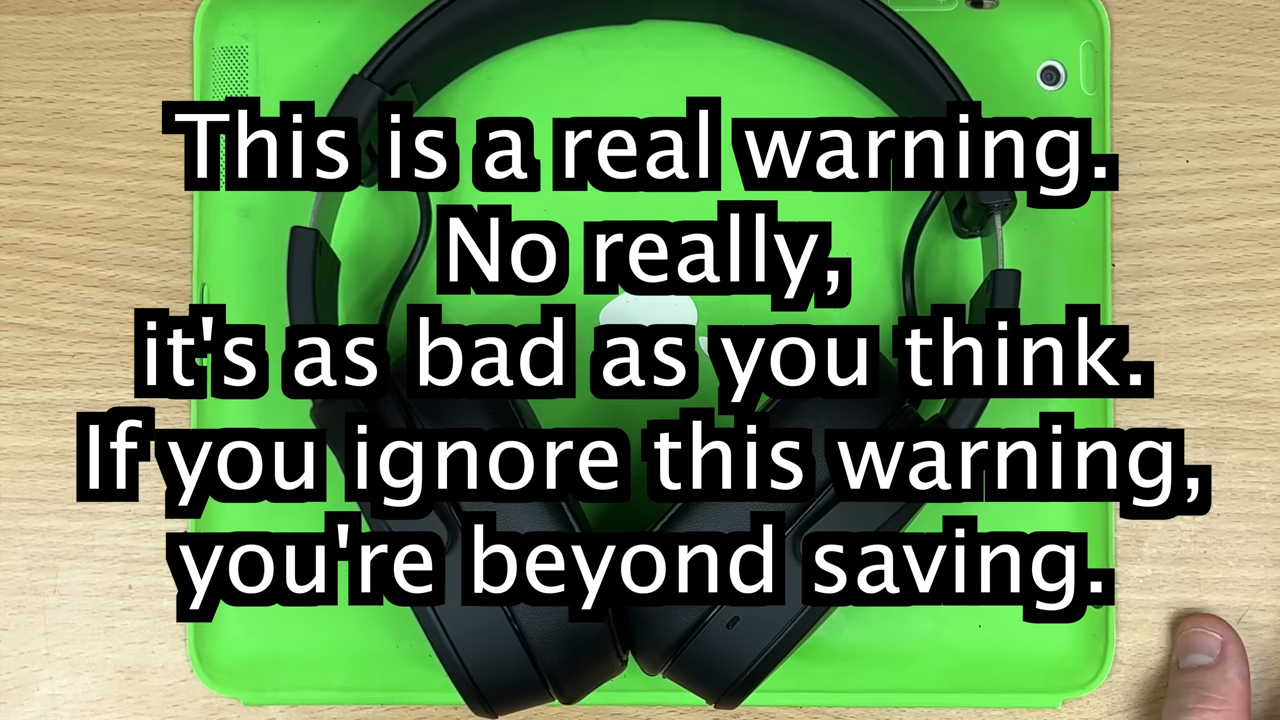 This is a real warning.
No really,
it's as bad as you think.
If you ignore this warning,
you're beyond saving.